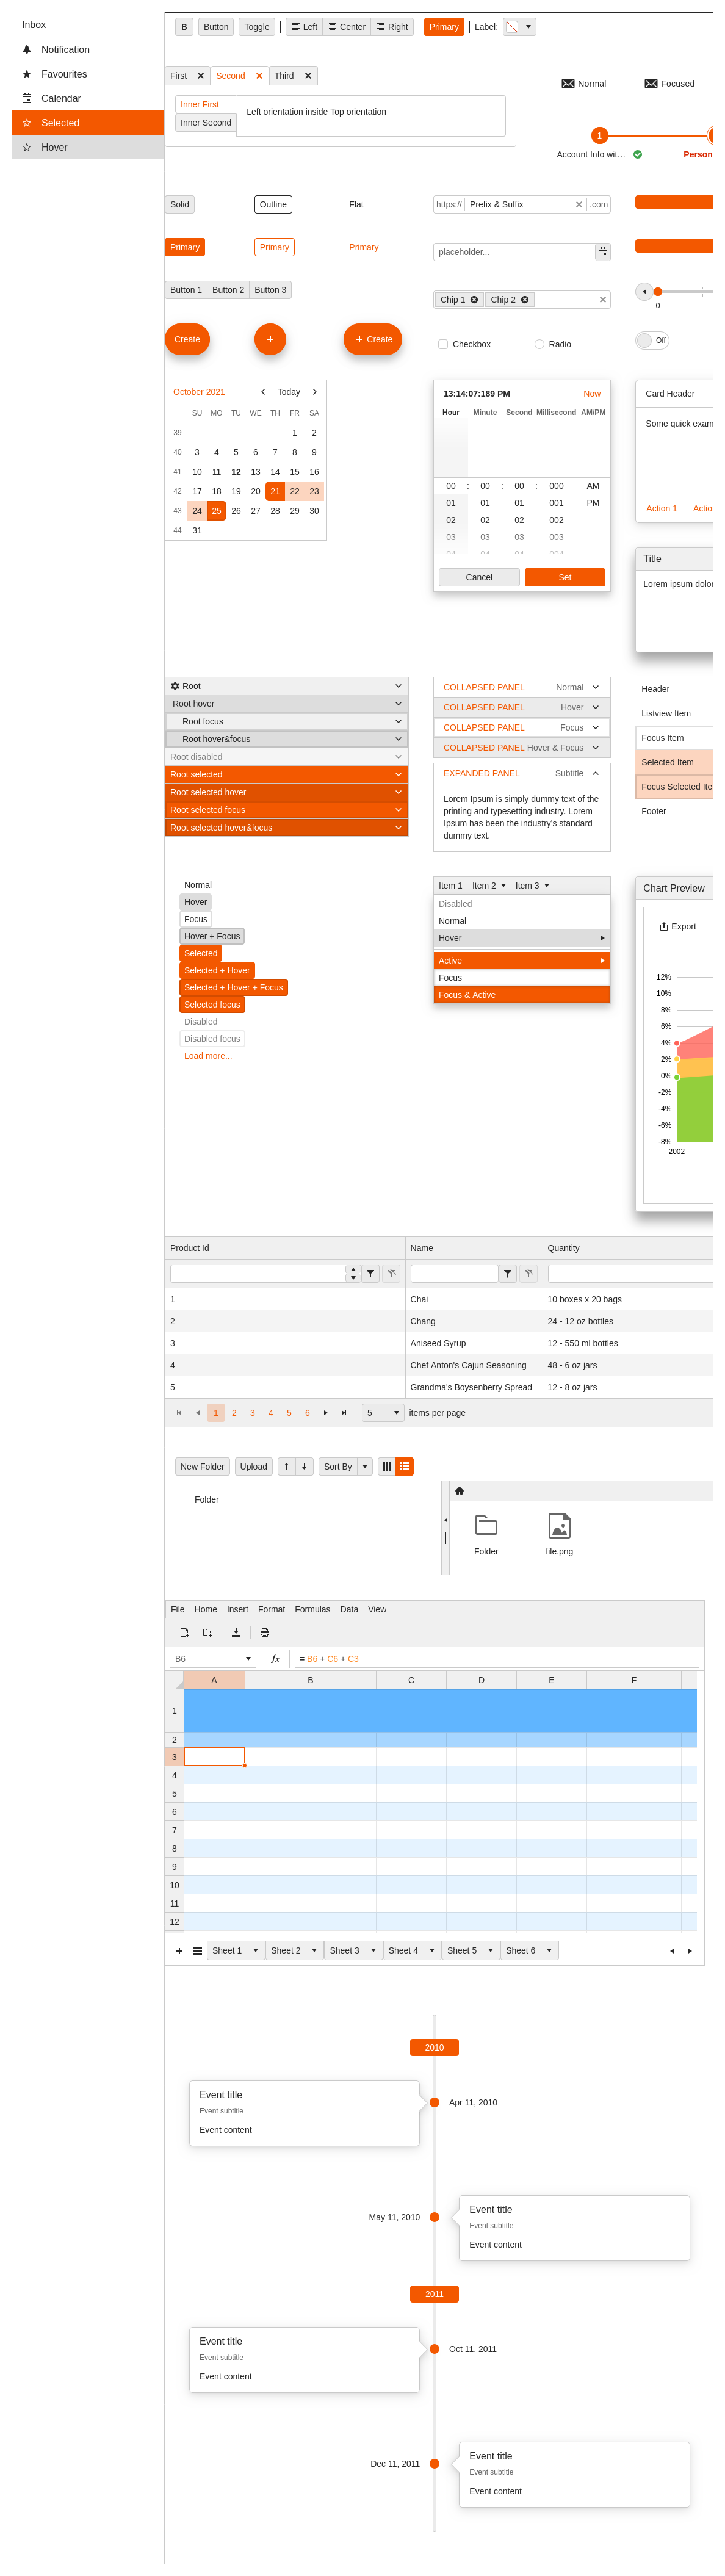 Inbox
Notification
Favourites
Calendar
Selected
Hover
B Button Toggle Left Center Right Primary Label:
First Second Third
Inner First
Inner Second
Left orientation inside Top orientation
Normal Focused
1
Account Info wit… Person
Solid Outline Flat
https:// Prefix & Suffix .com
Primary Primary Primary
placeholder...
Button 1 Button 2 Button 3
Chip 1 Chip 2
0
Create Create
Checkbox Radio
Off
October 2021 Today
SU MO TU WE TH FR SA
39 1 2
40 3 4 5 6 7 8 9
41 10 11 12 13 14 15 16
42 17 18 19 20 21 22 23
43 24 25 26 27 28 29 30
44 31
13:14:07:189 PM Now
Hour Minute Second Millisecond AM/PM
00 : 00 : 00 : 000 AM
01 01 01 001 PM
02 02 02 002
03 03 03 003
04 04 04 004
Cancel Set
Card Header
Some quick exam
Action 1 Actio
Title
Lorem ipsum dolor
Root
Root hover
Root focus
Root hover&focus
Root disabled
Root selected
Root selected hover
Root selected focus
Root selected hover&focus
COLLAPSED PANEL Normal
COLLAPSED PANEL Hover
COLLAPSED PANEL Focus
COLLAPSED PANEL Hover & Focus
EXPANDED PANEL Subtitle
Lorem Ipsum is simply dummy text of the
printing and typesetting industry. Lorem
Ipsum has been the industry's standard
dummy text.
Header
Listview Item
Focus Item
Selected Item
Focus Selected Ite
Footer
Normal
Hover
Focus
Hover + Focus
Selected
Selected + Hover
Selected + Hover + Focus
Selected focus
Disabled
Disabled focus
Load more...
Item 1 Item 2 Item 3
Disabled
Normal
Hover
Active
Focus
Focus & Active
Chart Preview
Export
12%
10%
8%
6%
4%
2%
0%
-2%
-4%
-6%
-8%
2002
Product Id Name Quantity
1 Chai 10 boxes x 20 bags
2 Chang 24 - 12 oz bottles
3 Aniseed Syrup 12 - 550 ml bottles
4 Chef Anton's Cajun Seasoning 48 - 6 oz jars
5 Grandma's Boysenberry Spread 12 - 8 oz jars
1 2 3 4 5 6 5 items per page
New Folder Upload Sort By
Folder
Folder file.png
File Home Insert Format Formulas Data View
B6 fx = B6 + C6 + C3
A B C D E F
1
2
3
4
5
6
7
8
9
10
11
12
Sheet 1 Sheet 2 Sheet 3 Sheet 4 Sheet 5 Sheet 6
2010
Event title
Event subtitle
Event content
Apr 11, 2010
May 11, 2010
Event title
Event subtitle
Event content
2011
Event title
Event subtitle
Event content
Oct 11, 2011
Dec 11, 2011
Event title
Event subtitle
Event content